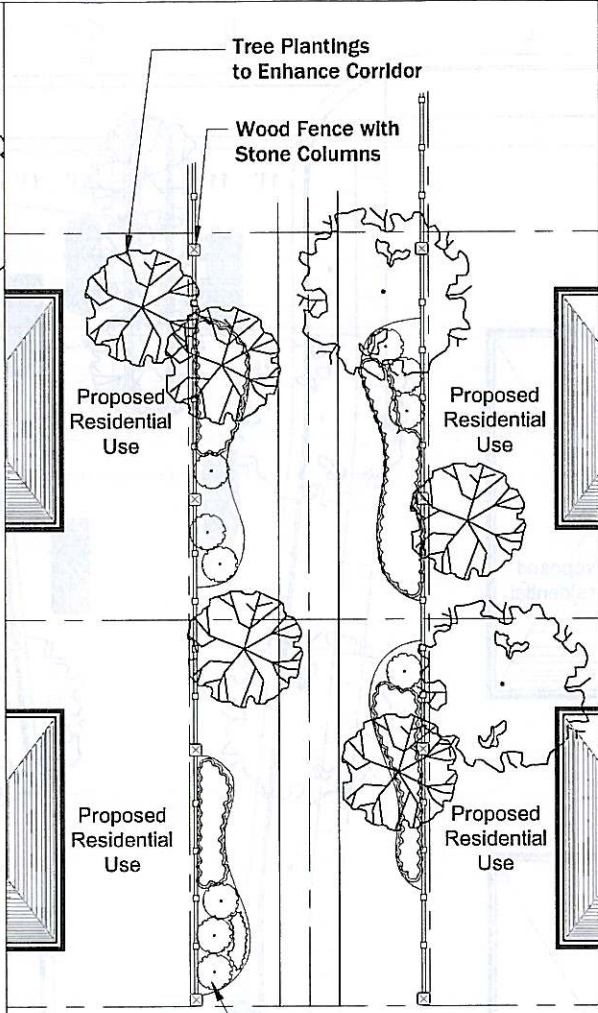 Tree Plantings
to Enhance Corridor
Wood Fence with
Stone Columns
Proposed
Residential
Use
Proposed
Residential
Use
Proposed
Residential
Use
Proposed
Residential
Use